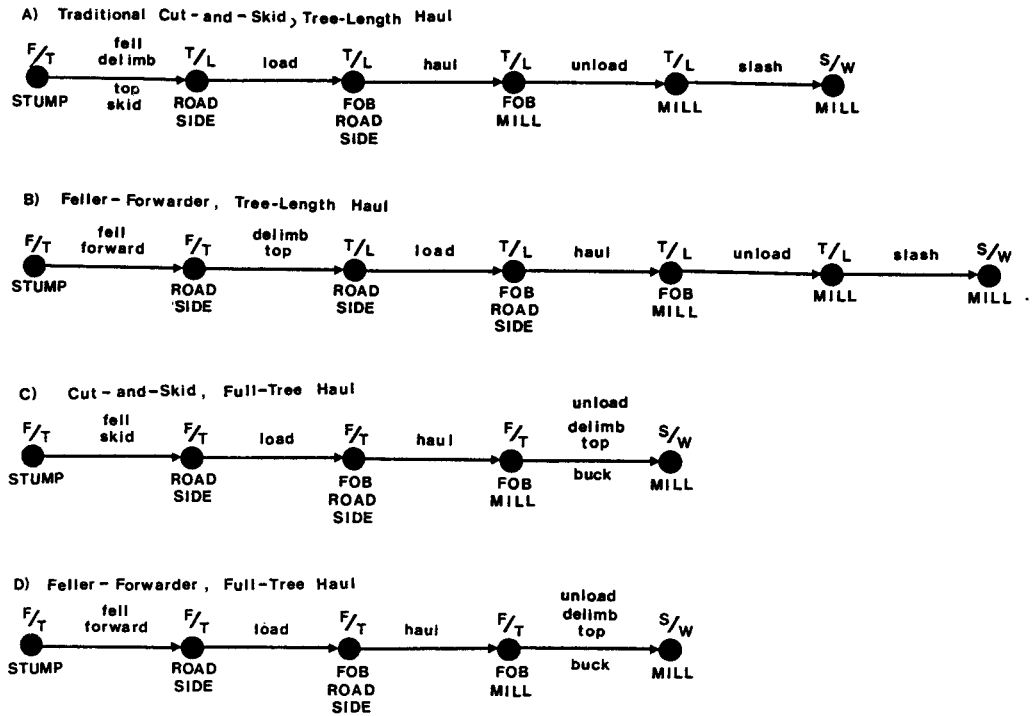 A) Traditional Cut-and-Skid, Tree-Length Haul
F/T fell T/L load T/L haul T/L unload T/L slash S/W
delimb
STUMP top ROAD FOB FOB MILL MILL
skid SIDE ROAD MILL
SIDE
B) Feller-Forwarder, Tree-Length Haul
F/T fell F/T delimb T/L load T/L haul T/L unload T/L slash S/W
forward top
STUMP ROAD ROAD FOB FOB MILL MILL
SIDE SIDE ROAD MILL
SIDE
C) Cut-and-Skid, Full-Tree Haul
unload
F/T fell F/T load F/T haul F/T delimb S/W
skid top
STUMP ROAD FOB FOB buck MILL
SIDE ROAD MILL
SIDE
D) Feller-Forwarder, Full-Tree Haul
unload
F/T fell F/T load F/T haul F/T delimb S/W
forward top
STUMP ROAD FOB FOB buck MILL
SIDE ROAD MILL
SIDE